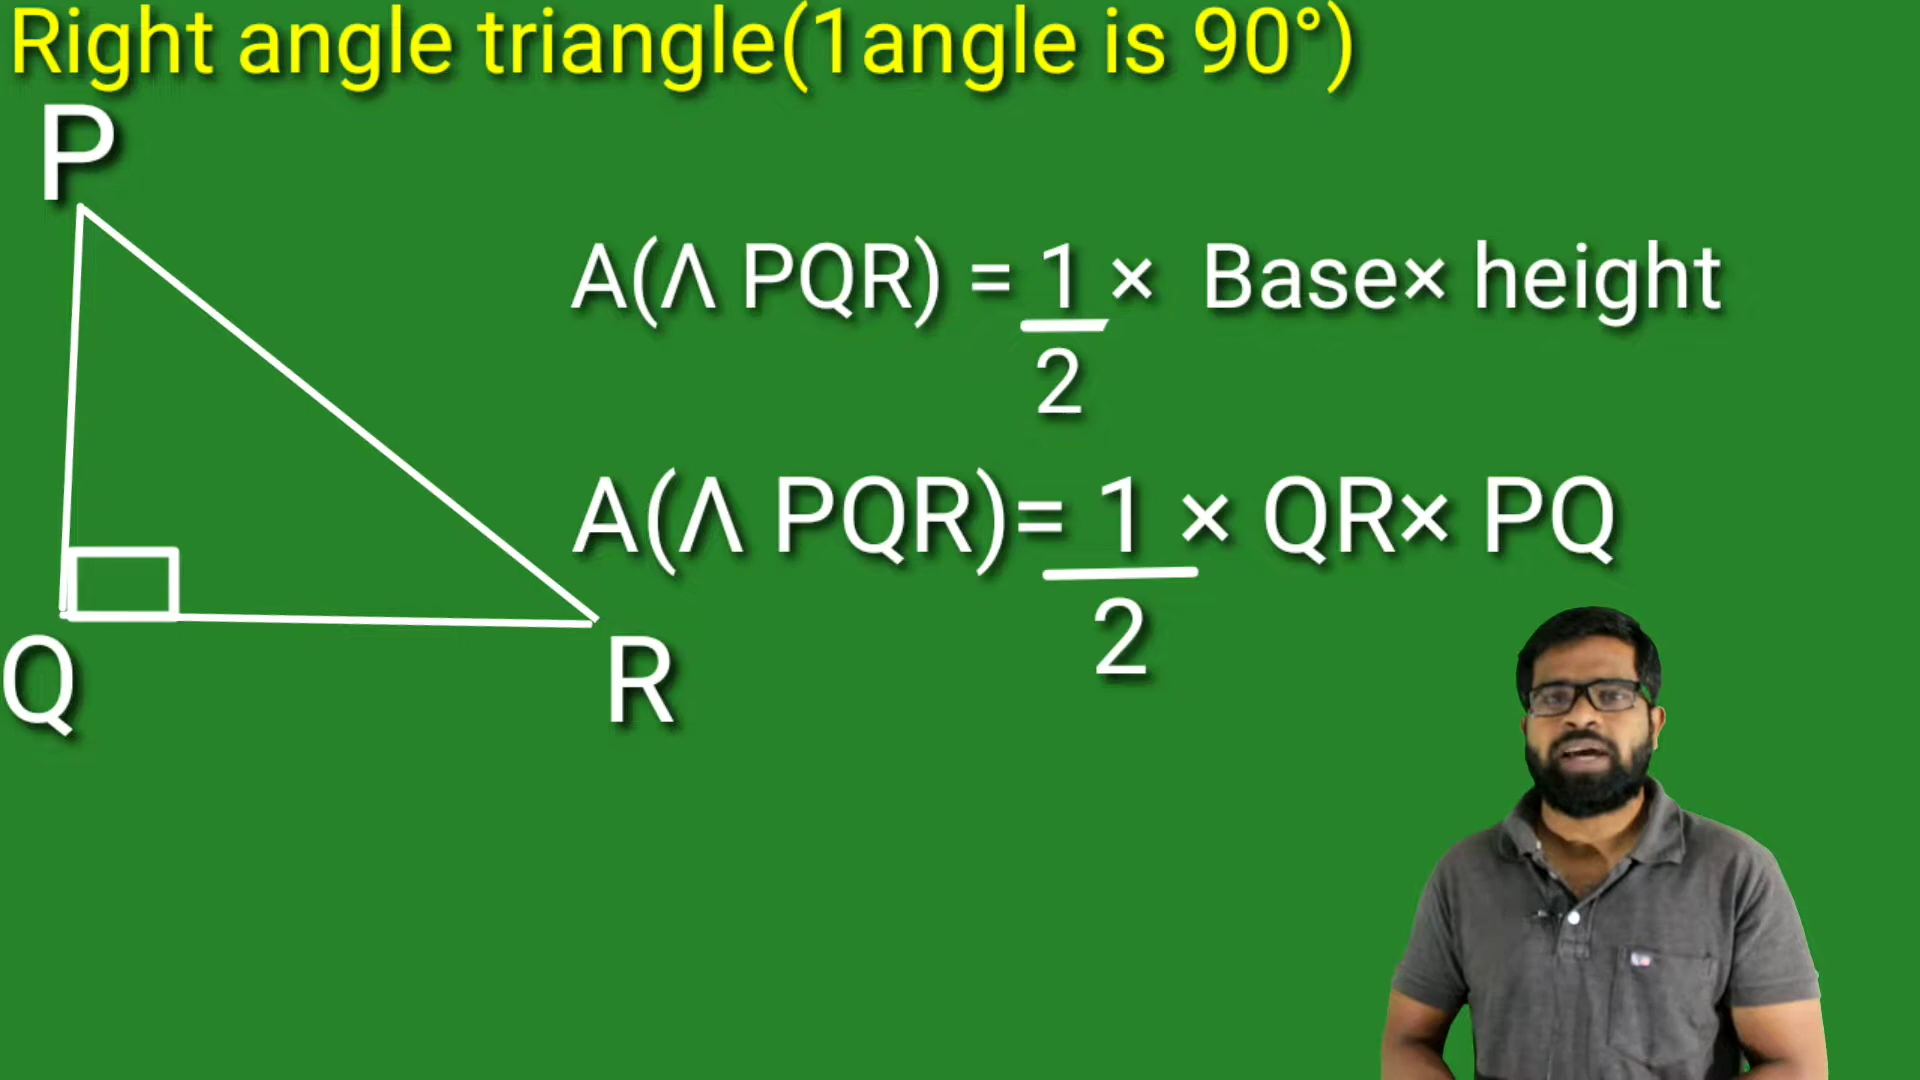 Right angle triangle(1angle is 90°)
P
A(Λ PQR) = 1 × Base× height
2
A(Λ PQR)= 1 × QR× PQ
2
Q
R